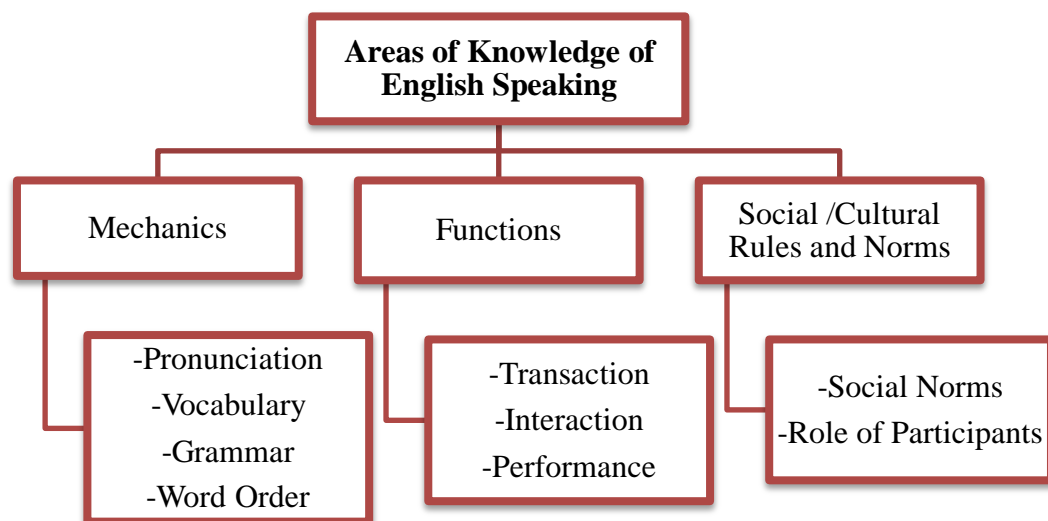 Areas of Knowledge of
English Speaking
Mechanics
Functions
Social /Cultural
Rules and Norms
-Pronunciation
-Vocabulary
-Grammar
-Word Order
-Transaction
-Interaction
-Performance
-Social Norms
-Role of Participants